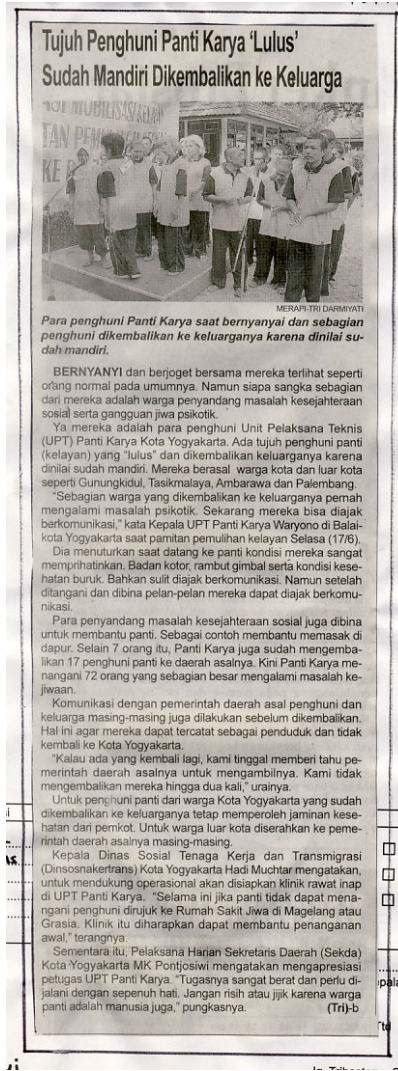 Tujuh Penghuni Panti Karya 'Lulus'
Sudah Mandiri Dikembalikan ke Keluarga
MERAPI-TRI DARMIYATI
Para penghuni Panti Karya saat bernyanyai dan sebagian
penghuni dikembalikan ke keluarganya karena dinilai su-
dah mandiri.
BERNYANYI dan berjoget bersama mereka terlihat seperti
orang normal pada umumnya. Namun siapa sangka sebagian
dari mereka adalah warga penyandang masalah kesejahteraan
sosial serta gangguan jiwa psikotik.
Ya mereka adalah para penghuni Unit Pelaksana Teknis
(UPT) Panti Karya Kota Yogyakarta. Ada tujuh penghuni panti
(kelayan) yang "lulus" dan dikembalikan keluarganya karena
dinilai sudah mandiri. Mereka berasal warga kota dan luar kota
seperti Gunungkidul, Tasikmalaya, Ambarawa dan Palembang.
"Sebagian warga yang dikembalikan ke keluarganya pernah
mengalami masalah psikotik. Sekarang mereka bisa diajak
berkomunikasi," kata Kepala UPT Panti Karya Waryono di Balai-
kota Yogyakarta saat pamitan pemulihan kelayan Selasa (17/6).
Dia menuturkan saat datang ke panti kondisi mereka sangat
memprihatinkan. Badan kotor, rambut gimbal serta kondisi kese-
hatan buruk. Bahkan sulit diajak berkomunikasi. Namun setelah
ditangani dan dibina pelan-pelan mereka dapat diajak berkomu-
nikasi.
Para penyandang masalah kesejahteraan sosial juga dibina
untuk membantu panti. Sebagai contoh membantu memasak di
dapur. Selain 7 orang itu, Panti Karya juga sudah mengemba-
likan 17 penghuni panti ke daerah asalnya. Kini Panti Karya me-
nangani 72 orang yang sebagian besar mengalami masalah ke-
jiwaan.
Komunikasi dengan pemerintah daerah asal penghuni dan
keluarga masing-masing juga dilakukan sebelum dikembalikan.
Hal ini agar mereka dapat tercatat sebagai penduduk dan tidak
kembali ke Kota Yogyakarta.
"Kalau ada yang kembali lagi, kami tinggal memberi tahu pe-
merintah daerah asalnya untuk mengambilnya. Kami tidak
mengembalikan mereka hingga dua kali," urainya.
Untuk penghuni panti dari warga Kota Yogyakarta yang sudah
dikembalikan ke keluarganya tetap memperoleh jaminan kese-
hatan dari pemkot. Untuk warga luar kota diserahkan ke peme-
rintah daerah asalnya masing-masing.
Kepala Dinas Sosial Tenaga Kerja dan Transmigrasi
(Dinsosnakertrans) Kota Yogyakarta Hadi Muchtar mengatakan,
untuk mendukung operasional akan disiapkan klinik rawat inap
di UPT Panti Karya. "Selama ini jika panti tidak dapat mena-
ngani penghuni dirujuk ke Rumah Sakit Jiwa di Magelang atau
Grasia. Klinik itu diharapkan dapat membantu penanganan
awal," terangnya.
Sementara itu, Pelaksana Harian Sekretaris Daerah (Sekda)
Kota Yogyakarta MK Pontjosiwi mengatakan mengapresiasi
petugas UPT Panti Karya. "Tugasnya sangat berat dan perlu di-
jalani dengan sepenuh hati. Jangan risih atau jijik karena warga
panti adalah manusia juga," pungkasnya. (Tri)-b